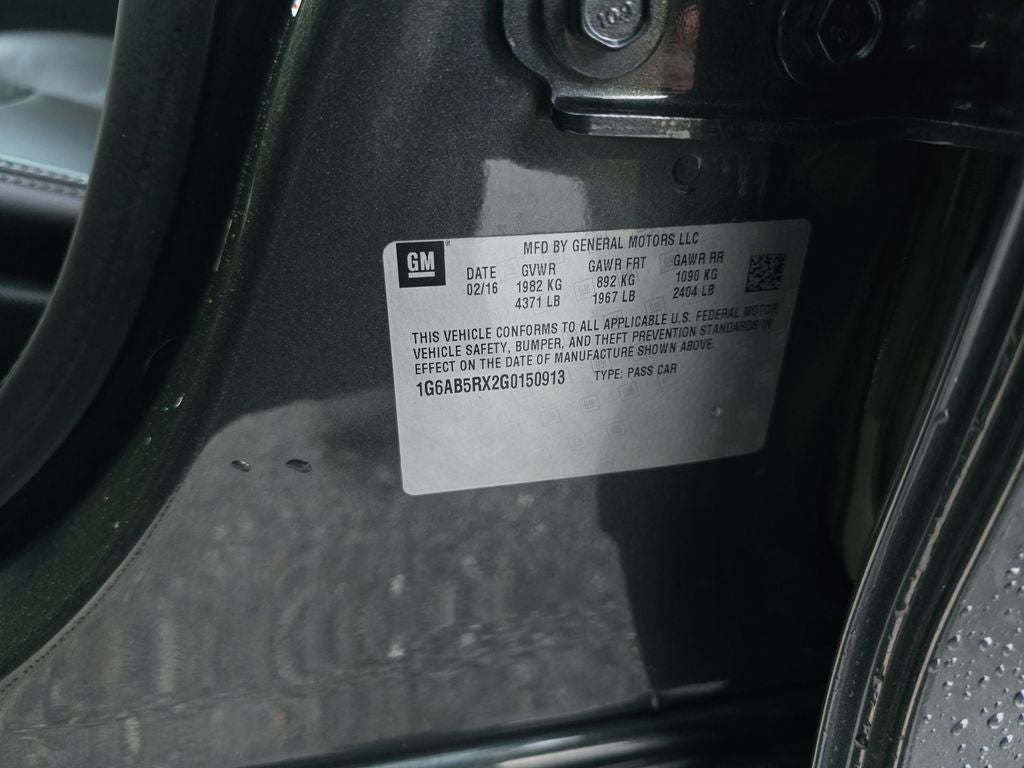 100
100
GM
MFD BY GENERAL MOTORS LLC
DATE GVWR GAWR FRT GAWR RR
02/16 1982 KG 892 KG 1090 KG
4371 LB 1967 LB 2404 LB
THIS VEHICLE CONFORMS TO ALL APPLICABLE U.S. FEDERAL MOTOR
VEHICLE SAFETY, BUMPER, AND THEFT PREVENTION STANDARDS IN
EFFECT ON THE DATE OF MANUFACTURE SHOWN ABOVE.
1G6AB5RX2G0150913 TYPE: PASS CAR